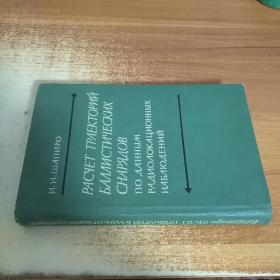 И. И. ШАПИРО
РАСЧЕТ ТРАЕКТОРИЙ
БАЛЛИСТИЧЕСКИХ
СНАРЯДОВ
ПО ДАННЫМ
РАДИОЛОКАЦИОННЫХ
НАБЛЮДЕНИЙ